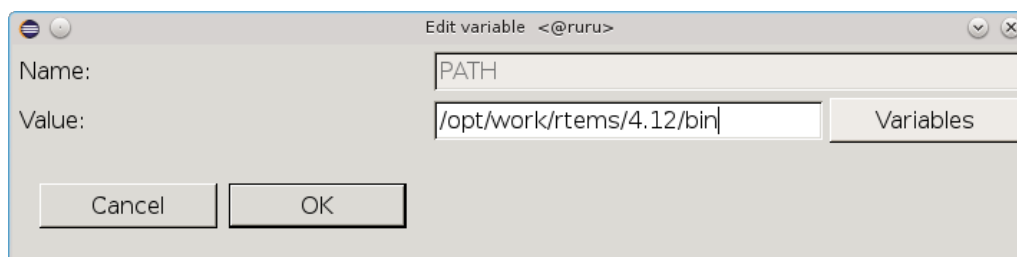 Edit variable <@ruru>
Name:
PATH
Value:
/opt/work/rtems/4.12/bin
Variables
Cancel
OK